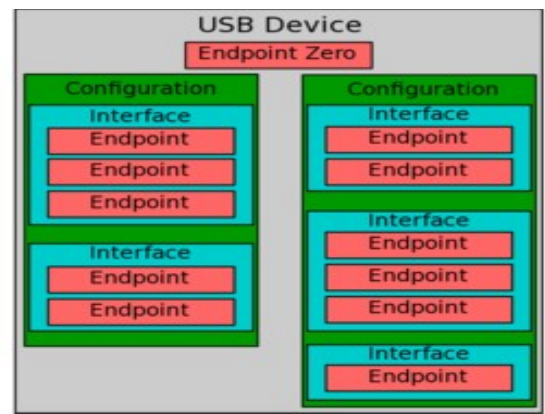 USB Device
Endpoint Zero
Configuration
Interface
Endpoint
Endpoint
Endpoint
Interface
Endpoint
Endpoint
Configuration
Interface
Endpoint
Endpoint
Interface
Endpoint
Endpoint
Endpoint
Interface
Endpoint